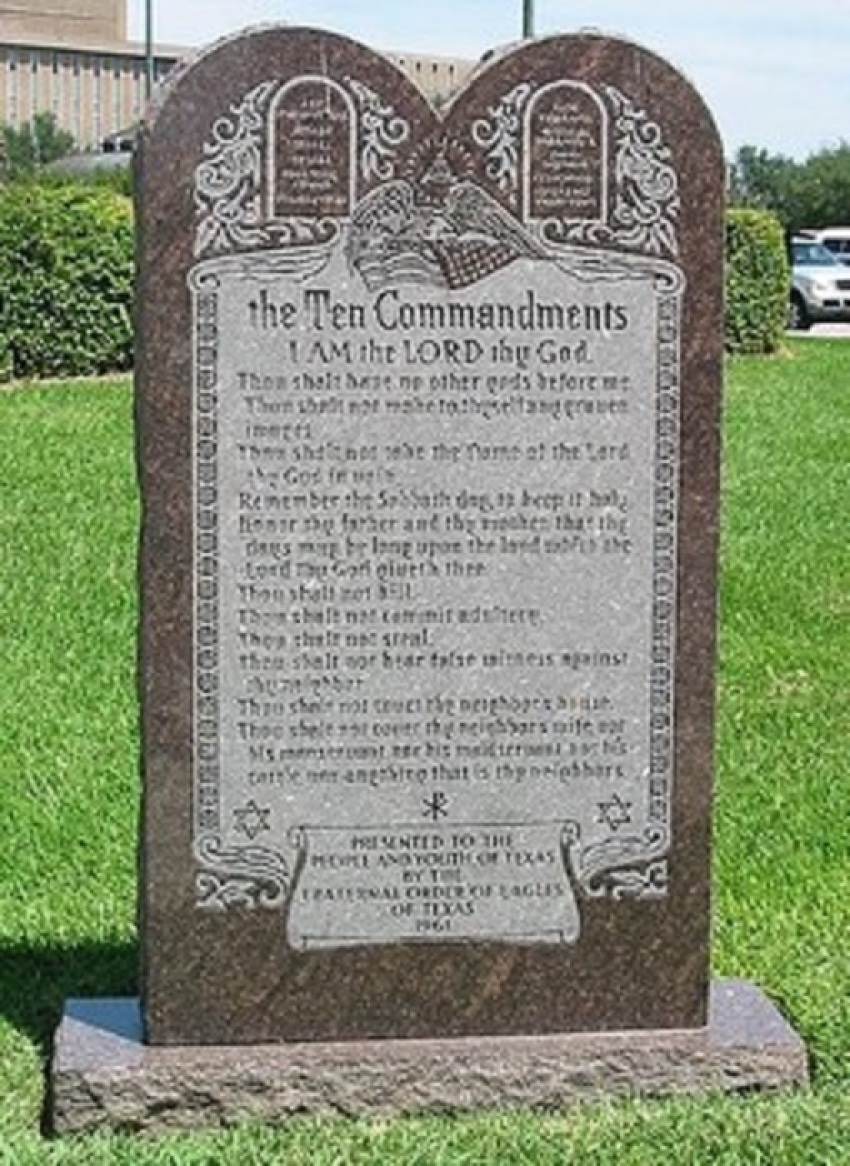 the Ten Commandments
I AM the LORD thy God.
Thou shalt have no other gods before me.
Thou shalt not make to thyself any graven
images.
Thou shalt not take the Name of the Lord
thy God in vain.
Remember the Sabbath day, to keep it holy.
Honor thy father and thy mother, that thy
days may be long upon the land which the
Lord thy God giveth thee.
Thou shalt not kill.
Thou shalt not commit adultery.
Thou shalt not steal.
Thou shalt not bear false witness against
thy neighbor.
Thou shalt not covet thy neighbor's house.
Thou shalt not covet thy neighbor's wife, nor
his manservant nor his maidservant, nor his
cattle nor anything that is thy neighbor's.
PRESENTED TO THE
PEOPLE AND YOUTH OF TEXAS
BY THE
FRATERNAL ORDER OF EAGLES
OF TEXAS
1961